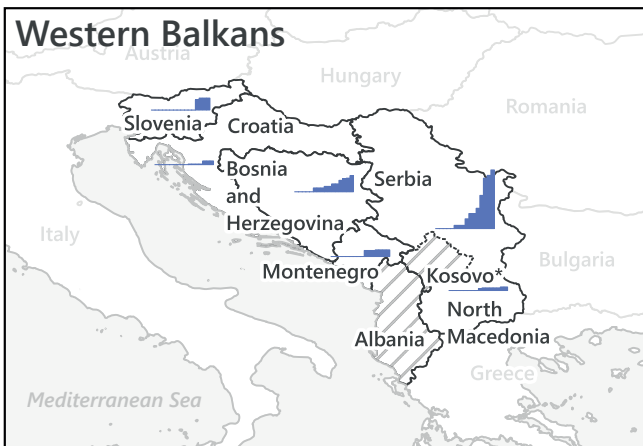 Western Balkans
Austria
Hungary
Romania
Slovenia
Croatia
Bosnia
and
Herzegovina
Serbia
Italy
Bulgaria
Montenegro
Kosovo*
North
Macedonia
Albania
Greece
Mediterranean Sea